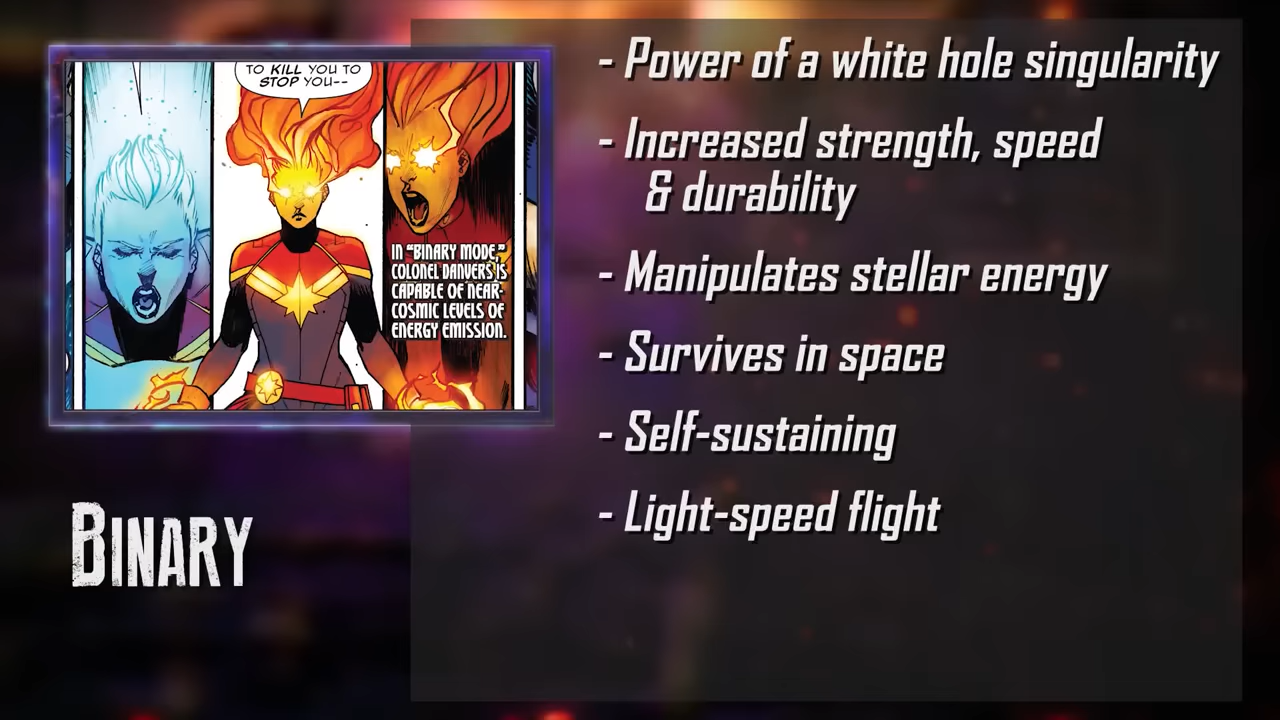 TO KILL YOU TO
STOP YOU--
IN "BINARY MODE,"
COLONEL DANVERS IS
CAPABLE OF NEAR-
COSMIC LEVELS OF
ENERGY EMISSION.
BINARY
- Power of a white hole singularity
- Increased strength, speed
& durability
- Manipulates stellar energy
- Survives in space
- Self-sustaining
- Light-speed flight